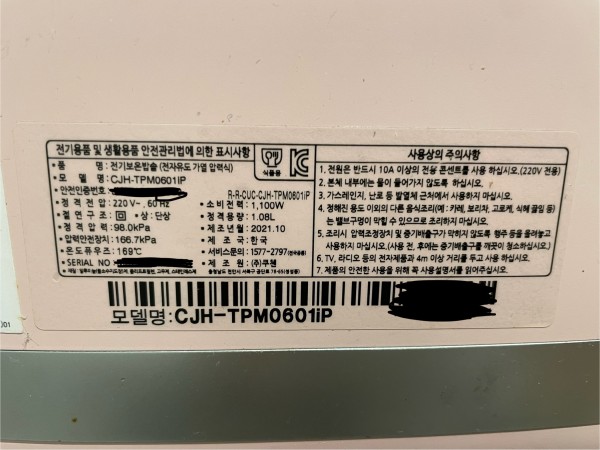 전기용품 및 생활용품 안전관리법에 의한 표시사항
식품용
• 품 명 : 전기보온밥솥 (전자유도 가열 압력식)
• 모 델 명 : CJH-TPM0601iP
• 안전인증번호 :
R-R-CUC-CJH-TPM0601iP
• 정 격 전 압 : 220 V~ , 60 Hz
• 소 비 전 력 : 1,100W
• 절 연 구 조 : • 상 : 단상
• 정 격 용 량 : 1.08L
• 정 격 압 력 : 98.0kPa
• 제 조 년 월 : 2021.10
• 압력안전장치 : 166.7kPa
• 제 조 국 : 한국
• 온 도 퓨 즈 : 169℃
• 서비스문의 : 1577-2797(전국)
• SERIAL NO
• 제 조 원 : (주)쿠첸
모델명:CJH-TPM0601iP
사용상의 주의사항
1. 전원은 반드시 10A 이상의 전용 콘센트를 사용 하십시오.(220V 전용)
2. 본체 내부에는 물이 들어가지 않도록 하십시오.
3. 가스레인지, 난로 등 발열체 근처에서 사용하지 마십시오.
4. 정해진 용도 이외의 다른 음식조리(예: 카레, 보리차, 고로케, 식혜 끓임 등)
는 밸브구멍이 막힐 수 있으므로 조리하지 마십시오.
5. 조리시 압력조정장치 및 증기배출부가 막히지 않도록 행주 등을 올려놓고
사용하지 마십시오.(사용 전, 후에는 증기배출구를 깨끗이 청소하십시오.)
6. TV, 라디오 등의 전자제품과 4m 이상 거리를 두고 사용하십시오.
7. 제품의 안전한 사용을 위해 꼭 사용설명서를 읽어주십시오.